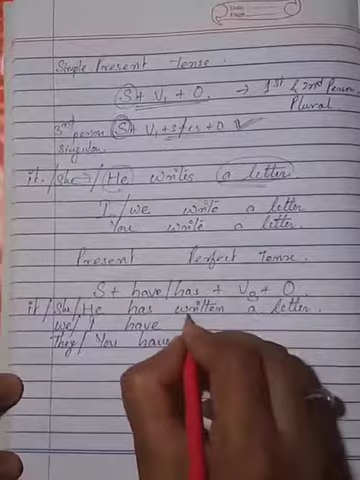 Date
Page
Simple Present Tense.
S + V1 + O. → 1st & 2nd Person
Plural
3rd person S + V1 + s/es + O
Singular
it / She → / He writes a letter
I / we write a letter
You write a letter.
Present Perfect Tense.
S + have/has + V3 + O.
it / She / He has written a letter.
we / I have
They / You have